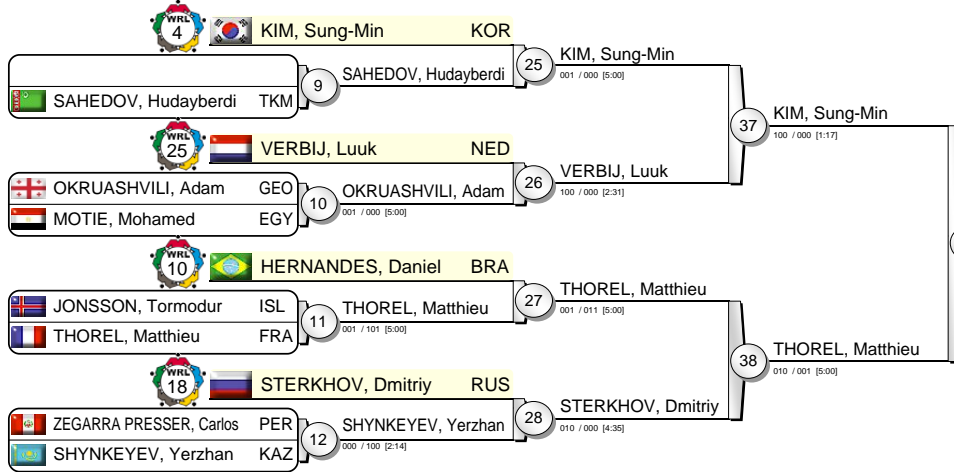 WRL
4
KIM, Sung-Min KOR
SAHEDOV, Hudayberdi TKM
9
SAHEDOV, Hudayberdi
25
KIM, Sung-Min
001 / 000 [5:00]
WRL
25
VERBIJ, Luuk NED
OKRUASHVILI, Adam GEO
MOTIE, Mohamed EGY
10
OKRUASHVILI, Adam
001 / 000 [5:00]
26
VERBIJ, Luuk
100 / 000 [2:31]
37
KIM, Sung-Min
100 / 000 [1:17]
WRL
10
HERNANDES, Daniel BRA
JONSSON, Tormodur ISL
THOREL, Matthieu FRA
11
THOREL, Matthieu
001 / 101 [5:00]
27
THOREL, Matthieu
001 / 011 [5:00]
WRL
18
STERKHOV, Dmitriy RUS
ZEGARRA PRESSER, Carlos PER
SHYNKEYEV, Yerzhan KAZ
12
SHYNKEYEV, Yerzhan
000 / 100 [2:14]
28
STERKHOV, Dmitriy
010 / 000 [4:35]
38
THOREL, Matthieu
010 / 001 [5:00]